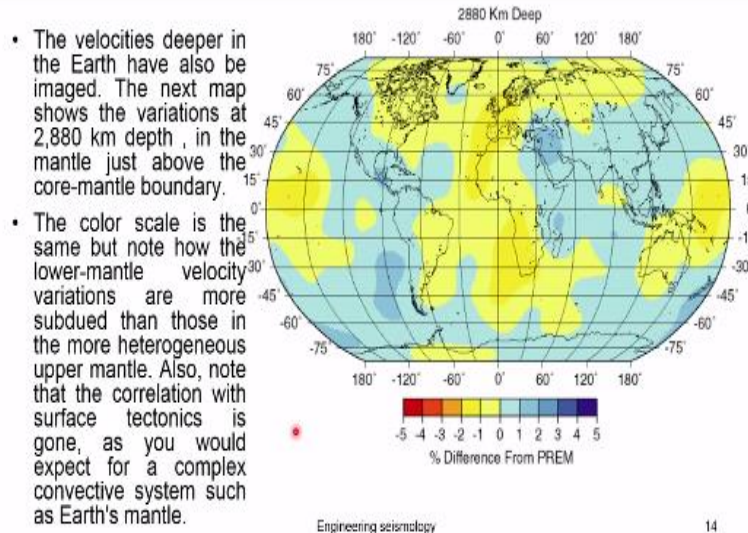 • The velocities deeper in
the Earth have also be
imaged. The next map
shows the variations at
2,880 km depth , in the
mantle just above the
core-mantle boundary.
• The color scale is the
same but note how the
lower-mantle velocity
variations are more
subdued than those in
the more heterogeneous
upper mantle. Also, note
that the correlation with
surface tectonics is
gone, as you would
expect for a complex
convective system such
as Earth's mantle.
2880 Km Deep
180° -120° -60° 0° 60° 120° 180°
75° 75°
60° 60°
45° 45°
30° 30
15° 15
0° 0
-15
-30° -30
-45° -45°
-60° -60°
-75° -75°
180° -120° -60° 0° 60° 120° 180°
-5 -4 -3 -2 -1 0 1 2 3 4 5
% Difference From PREM
Engineering seismology 14